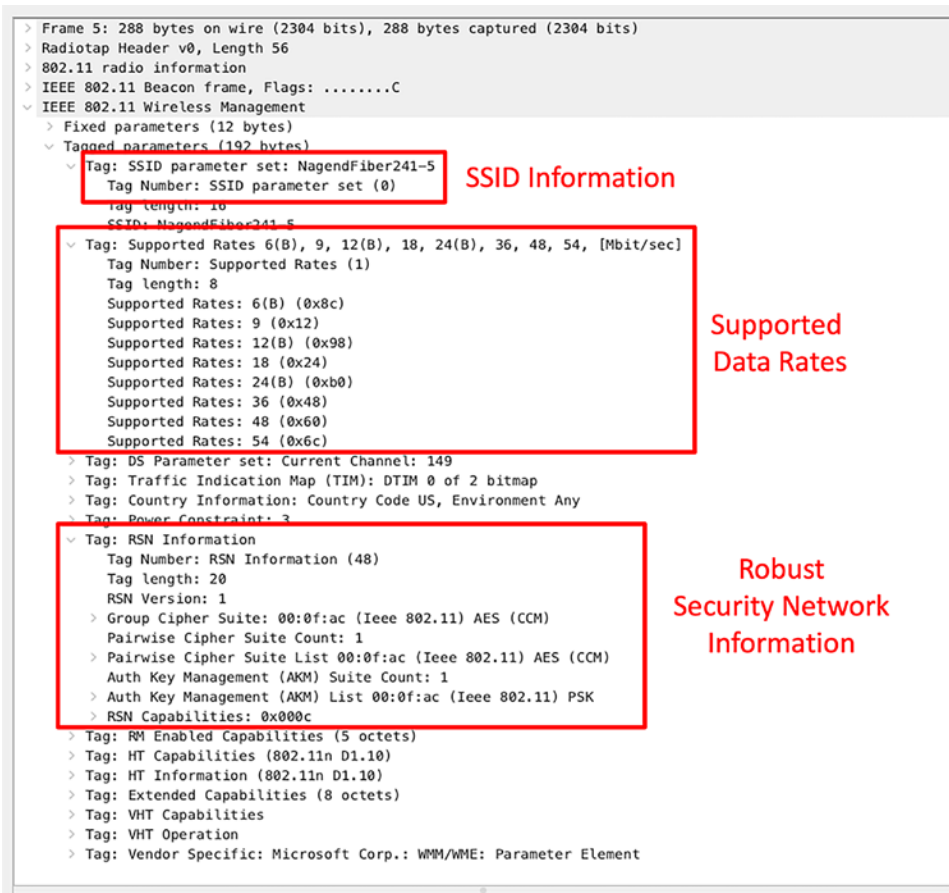 Frame 5: 288 bytes on wire (2304 bits), 288 bytes captured (2304 bits)
Radiotap Header v0, Length 56
802.11 radio information
IEEE 802.11 Beacon frame, Flags: ........C
IEEE 802.11 Wireless Management
Fixed parameters (12 bytes)
Tagged parameters (192 bytes)
Tag: SSID parameter set: NagendFiber241-5
Tag Number: SSID parameter set (0)
Tag length: 16
SSID: NagendFiber241-5
SSID Information
Tag: Supported Rates 6(B), 9, 12(B), 18, 24(B), 36, 48, 54, [Mbit/sec]
Tag Number: Supported Rates (1)
Tag length: 8
Supported Rates: 6(B) (0x8c)
Supported Rates: 9 (0x12)
Supported Rates: 12(B) (0x98)
Supported Rates: 18 (0x24)
Supported Rates: 24(B) (0xb0)
Supported Rates: 36 (0x48)
Supported Rates: 48 (0x60)
Supported Rates: 54 (0x6c)
Supported
Data Rates
Tag: DS Parameter set: Current Channel: 149
Tag: Traffic Indication Map (TIM): DTIM 0 of 2 bitmap
Tag: Country Information: Country Code US, Environment Any
Tag: Power Constraint: 3
Tag: RSN Information
Tag Number: RSN Information (48)
Tag length: 20
RSN Version: 1
Group Cipher Suite: 00:0f:ac (Ieee 802.11) AES (CCM)
Pairwise Cipher Suite Count: 1
Pairwise Cipher Suite List 00:0f:ac (Ieee 802.11) AES (CCM)
Auth Key Management (AKM) Suite Count: 1
Auth Key Management (AKM) List 00:0f:ac (Ieee 802.11) PSK
RSN Capabilities: 0x000c
Robust
Security Network
Information
Tag: RM Enabled Capabilities (5 octets)
Tag: HT Capabilities (802.11n D1.10)
Tag: HT Information (802.11n D1.10)
Tag: Extended Capabilities (8 octets)
Tag: VHT Capabilities
Tag: VHT Operation
Tag: Vendor Specific: Microsoft Corp.: WMM/WME: Parameter Element